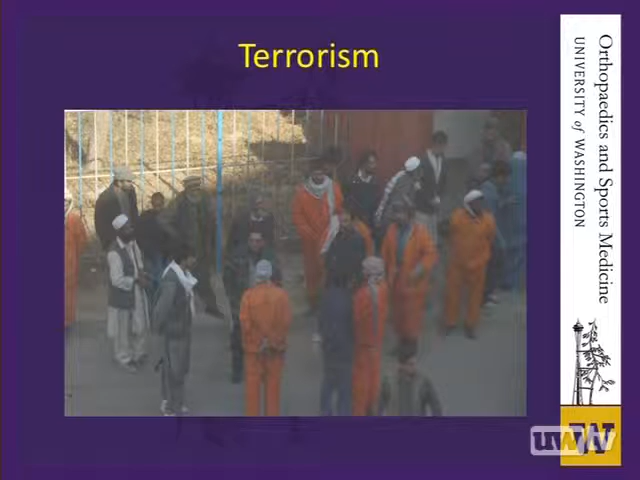 Terrorism
Orthopaedics and Sports Medicine
UNIVERSITY of WASHINGTON
uwtv
W